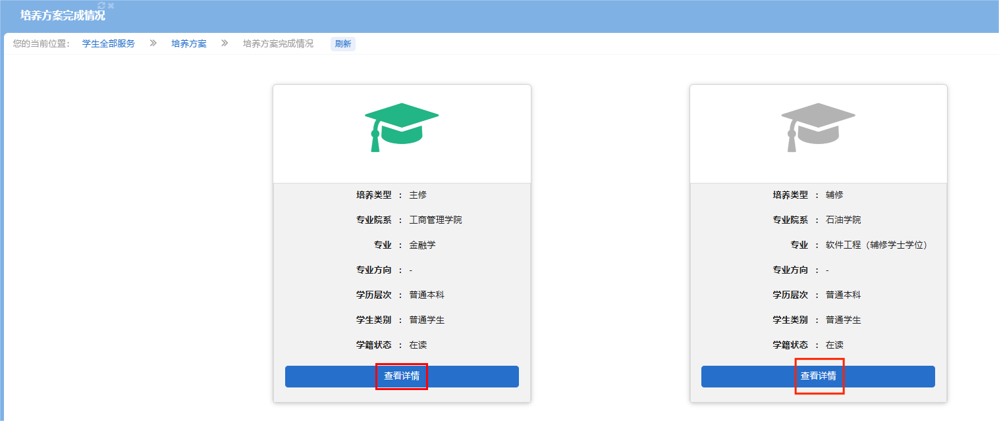 培养方案完成情况
您的当前位置： 学生全部服务 » 培养方案 » 培养方案完成情况 刷新
培养类型 ： 主修
专业院系 ： 工商管理学院
专业 ： 金融学
专业方向 ： -
学历层次 ： 普通本科
学生类别 ： 普通学生
学籍状态 ： 在读
查看详情
培养类型 ： 辅修
专业院系 ： 石油学院
专业 ： 软件工程（辅修学士学位）
专业方向 ： -
学历层次 ： 普通本科
学生类别 ： 普通学生
学籍状态 ： 在读
查看详情